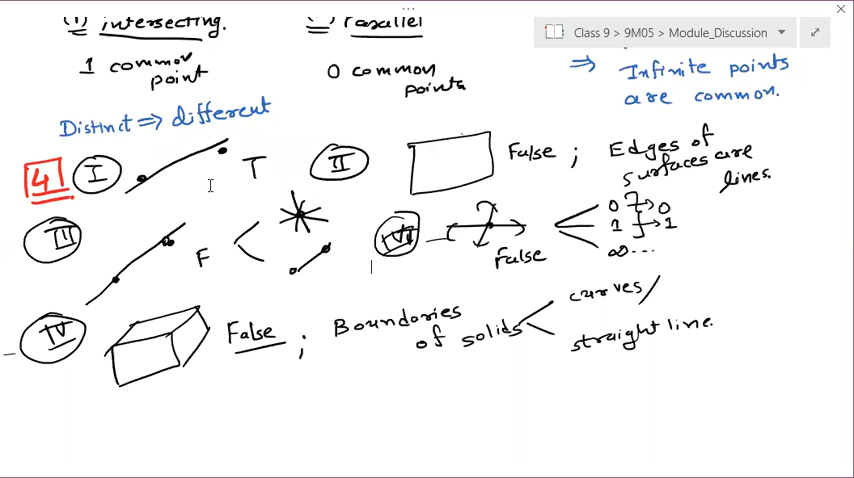 (i) intersecting.
parallel
Class 9 > 9M05 > Module_Discussion
1 common
point
0 common
points
⇒ Infinite points
are common.
Distinct ⇒ different
4 I T II False ; Edges of
surfaces are
lines.
III F VI False 0 → 0
1 → 1
∞...
IV False ; Boundories
of solids
curves/
straight line.